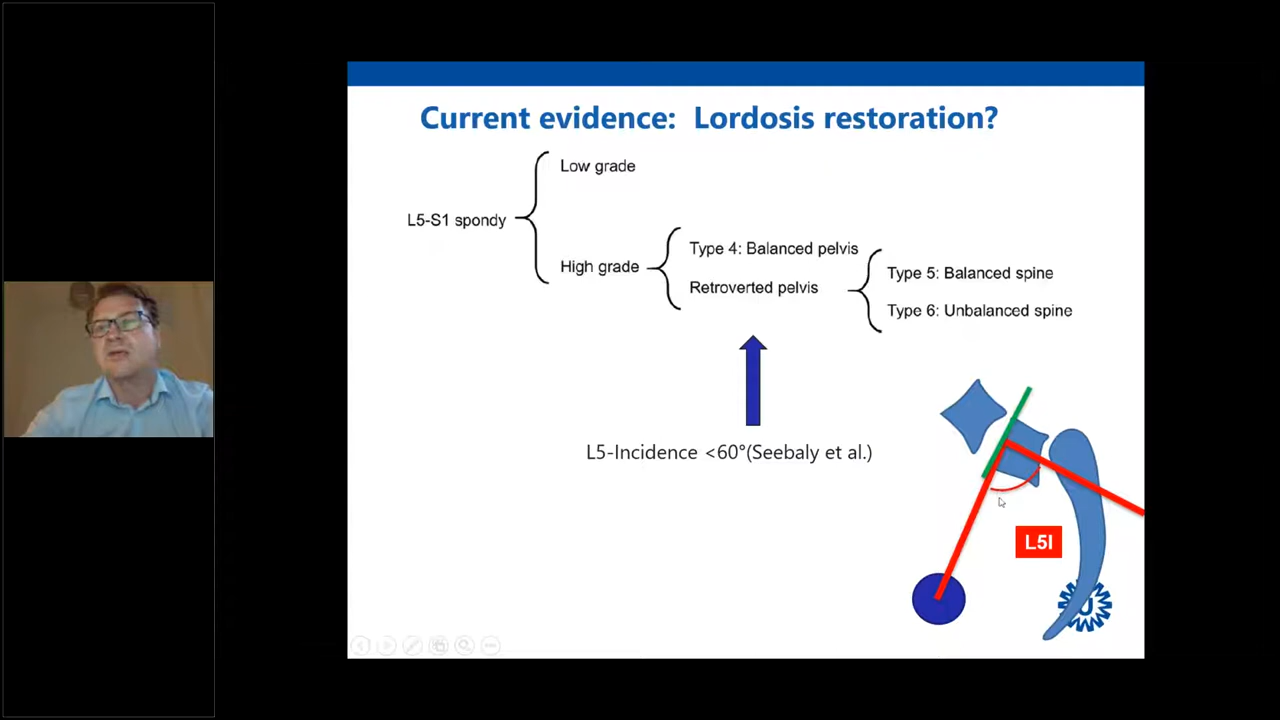 Current evidence: Lordosis restoration?
Low grade
L5-S1 spondy
High grade
Type 4: Balanced pelvis
Retroverted pelvis
Type 5: Balanced spine
Type 6: Unbalanced spine
L5-Incidence <60°(Seebaly et al.)
L5I
U